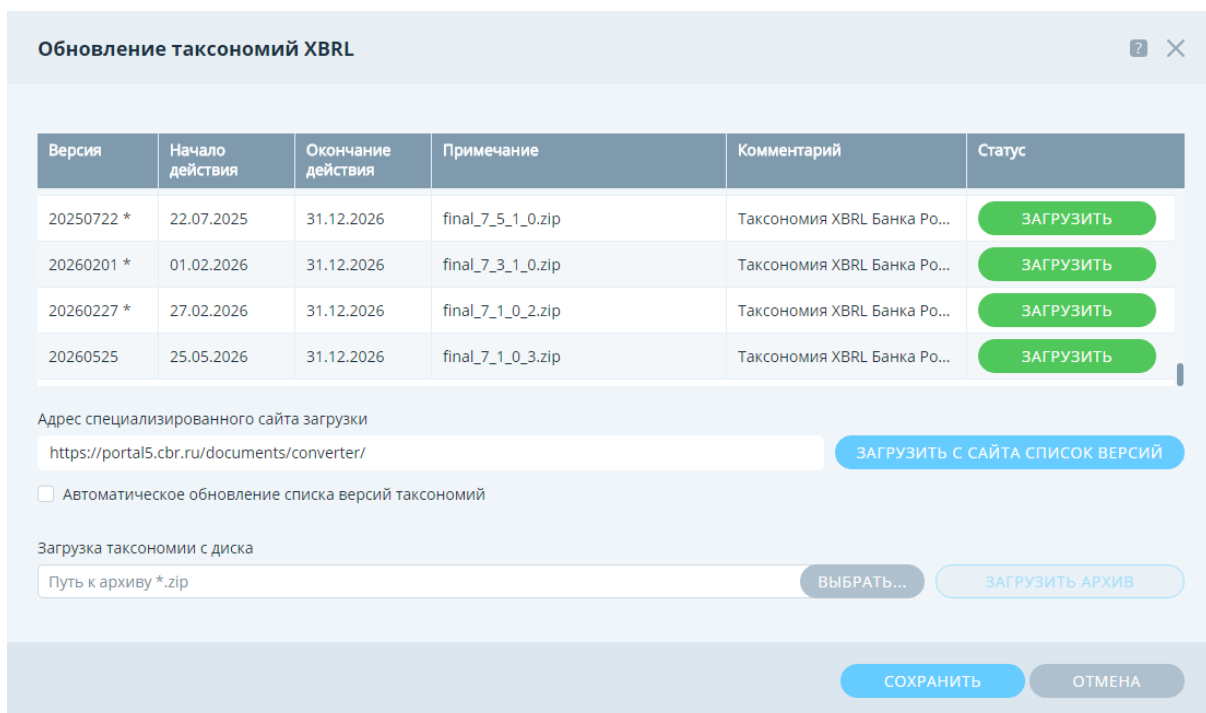 Обновление таксономий XBRL ?
Версия Начало действия Окончание действия Примечание Комментарий Статус
20250722 * 22.07.2025 31.12.2026 final_7_5_1_0.zip Таксономия XBRL Банка Ро... ЗАГРУЗИТЬ
20260201 * 01.02.2026 31.12.2026 final_7_3_1_0.zip Таксономия XBRL Банка Ро... ЗАГРУЗИТЬ
20260227 * 27.02.2026 31.12.2026 final_7_1_0_2.zip Таксономия XBRL Банка Ро... ЗАГРУЗИТЬ
20260525 25.05.2026 31.12.2026 final_7_1_0_3.zip Таксономия XBRL Банка Ро... ЗАГРУЗИТЬ
Адрес специализированного сайта загрузки
https://portal5.cbr.ru/documents/converter/ ЗАГРУЗИТЬ С САЙТА СПИСОК ВЕРСИЙ
Автоматическое обновление списка версий таксономий
Загрузка таксономии с диска
Путь к архиву *.zip ВЫБРАТЬ... ЗАГРУЗИТЬ АРХИВ
СОХРАНИТЬ ОТМЕНА